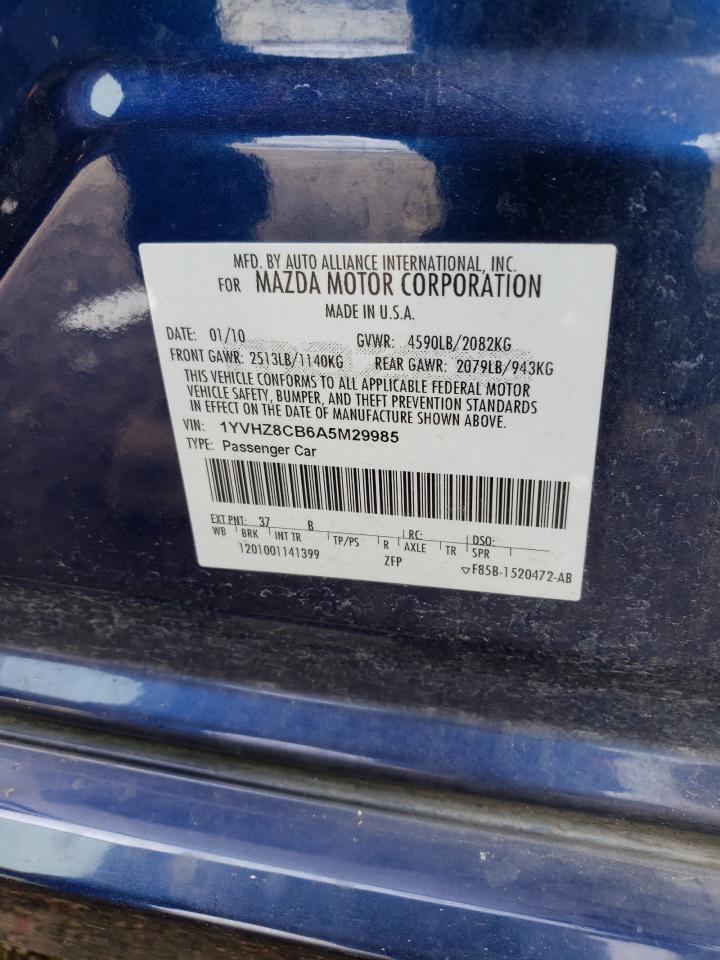 MFD. BY AUTO ALLIANCE INTERNATIONAL, INC.
FOR MAZDA MOTOR CORPORATION
MADE IN U.S.A.
DATE: 01/10 GVWR: 4590LB/2082KG
FRONT GAWR: 2513LB/1140KG REAR GAWR: 2079LB/943KG
THIS VEHICLE CONFORMS TO ALL APPLICABLE FEDERAL MOTOR
VEHICLE SAFETY, BUMPER, AND THEFT PREVENTION STANDARDS
IN EFFECT ON THE DATE OF MANUFACTURE SHOWN ABOVE.
VIN: 1YVHZ8CB6A5M29985
TYPE: Passenger Car
EXT PNT: 37 B RC: DSO:
WB BRK INT TR TP/PS R AXLE TR SPR
1201001141399 ZFP ▽F85B-1520472-AB